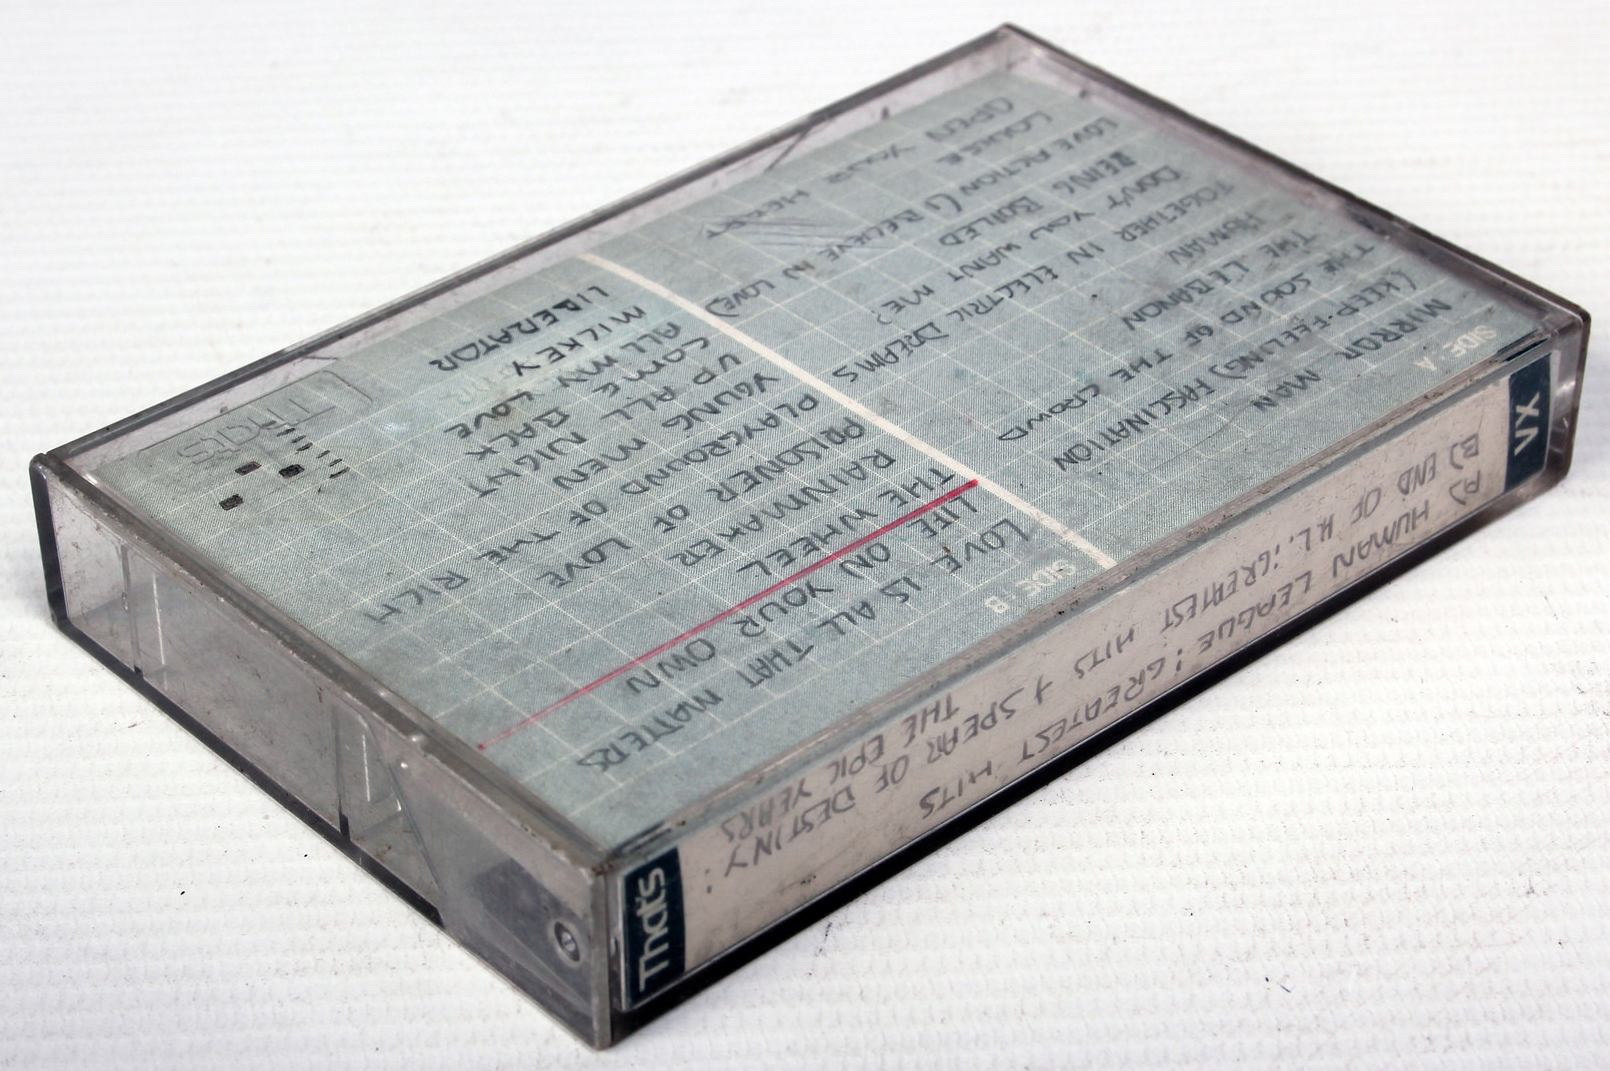 SIDE : A
MIRROR MAN
(KEEP-FEELING) FASCINATION
THE SOUND OF THE CROWD
THE LEBANON
HUMAN
TOGETHER IN ELECTRIC DREAMS
DON'T YOU WANT ME?
BEING BOILED
LOVE ACTION (I BELIEVE IN LOVE)
LOUISE
OPEN YOUR HEART
SIDE : B
LOVE IS ALL THAT MATTERS
LIFE ON YOUR OWN
THE WHEEL
RAINMAKER
PRISONER OF LOVE
PLAYGROUND OF THE RICH
YOUNG MEN
UP ALL NIGHT
COME BACK
ALL MY LOVE
MILKEY
LIBERATOR
That's
XV
A) HUMAN LEAGUE : GREATEST HITS
B) END OF H.L. : GREATEST HITS + SPEAR OF DESTINY :
THE EPIC YEARS
That's